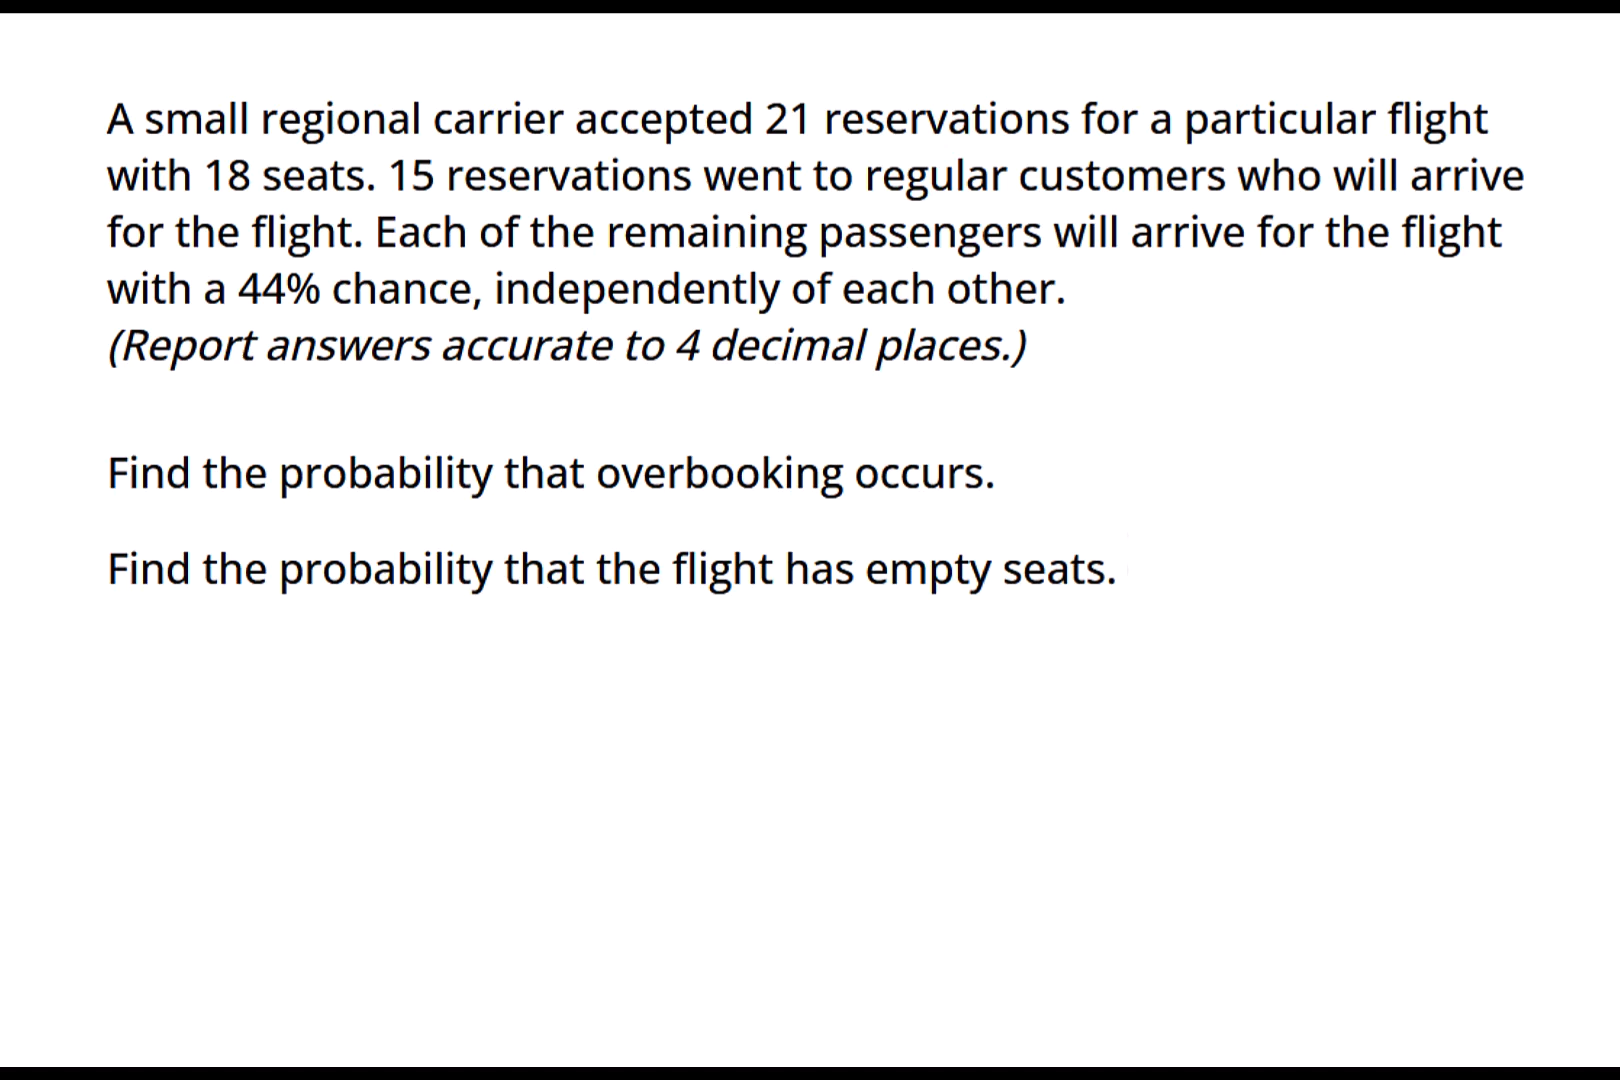 A small regional carrier accepted 21 reservations for a particular flight
with 18 seats. 15 reservations went to regular customers who will arrive
for the flight. Each of the remaining passengers will arrive for the flight
with a 44% chance, independently of each other.
(Report answers accurate to 4 decimal places.)
Find the probability that overbooking occurs.
Find the probability that the flight has empty seats.